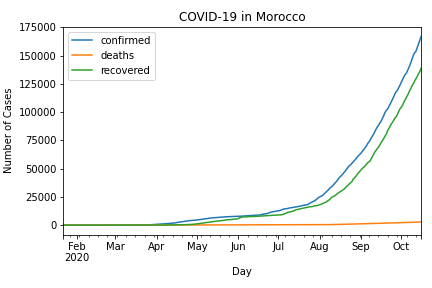 COVID-19 in Morocco
confirmed
deaths
recovered
Number of Cases
175000
150000
125000
100000
75000
50000
25000
0
Feb Mar Apr May Jun Jul Aug Sep Oct
2020
Day